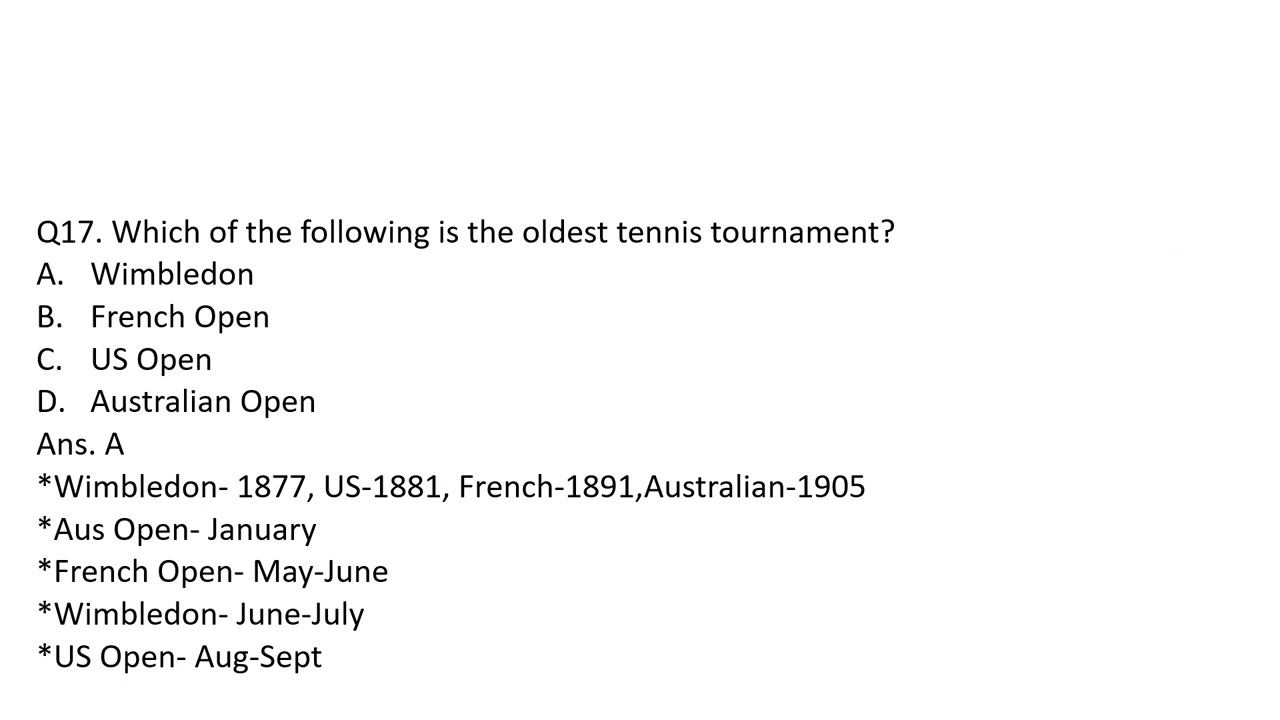 Q17. Which of the following is the oldest tennis tournament?
A. Wimbledon
B. French Open
C. US Open
D. Australian Open
Ans. A
*Wimbledon- 1877, US-1881, French-1891,Australian-1905
*Aus Open- January
*French Open- May-June
*Wimbledon- June-July
*US Open- Aug-Sept